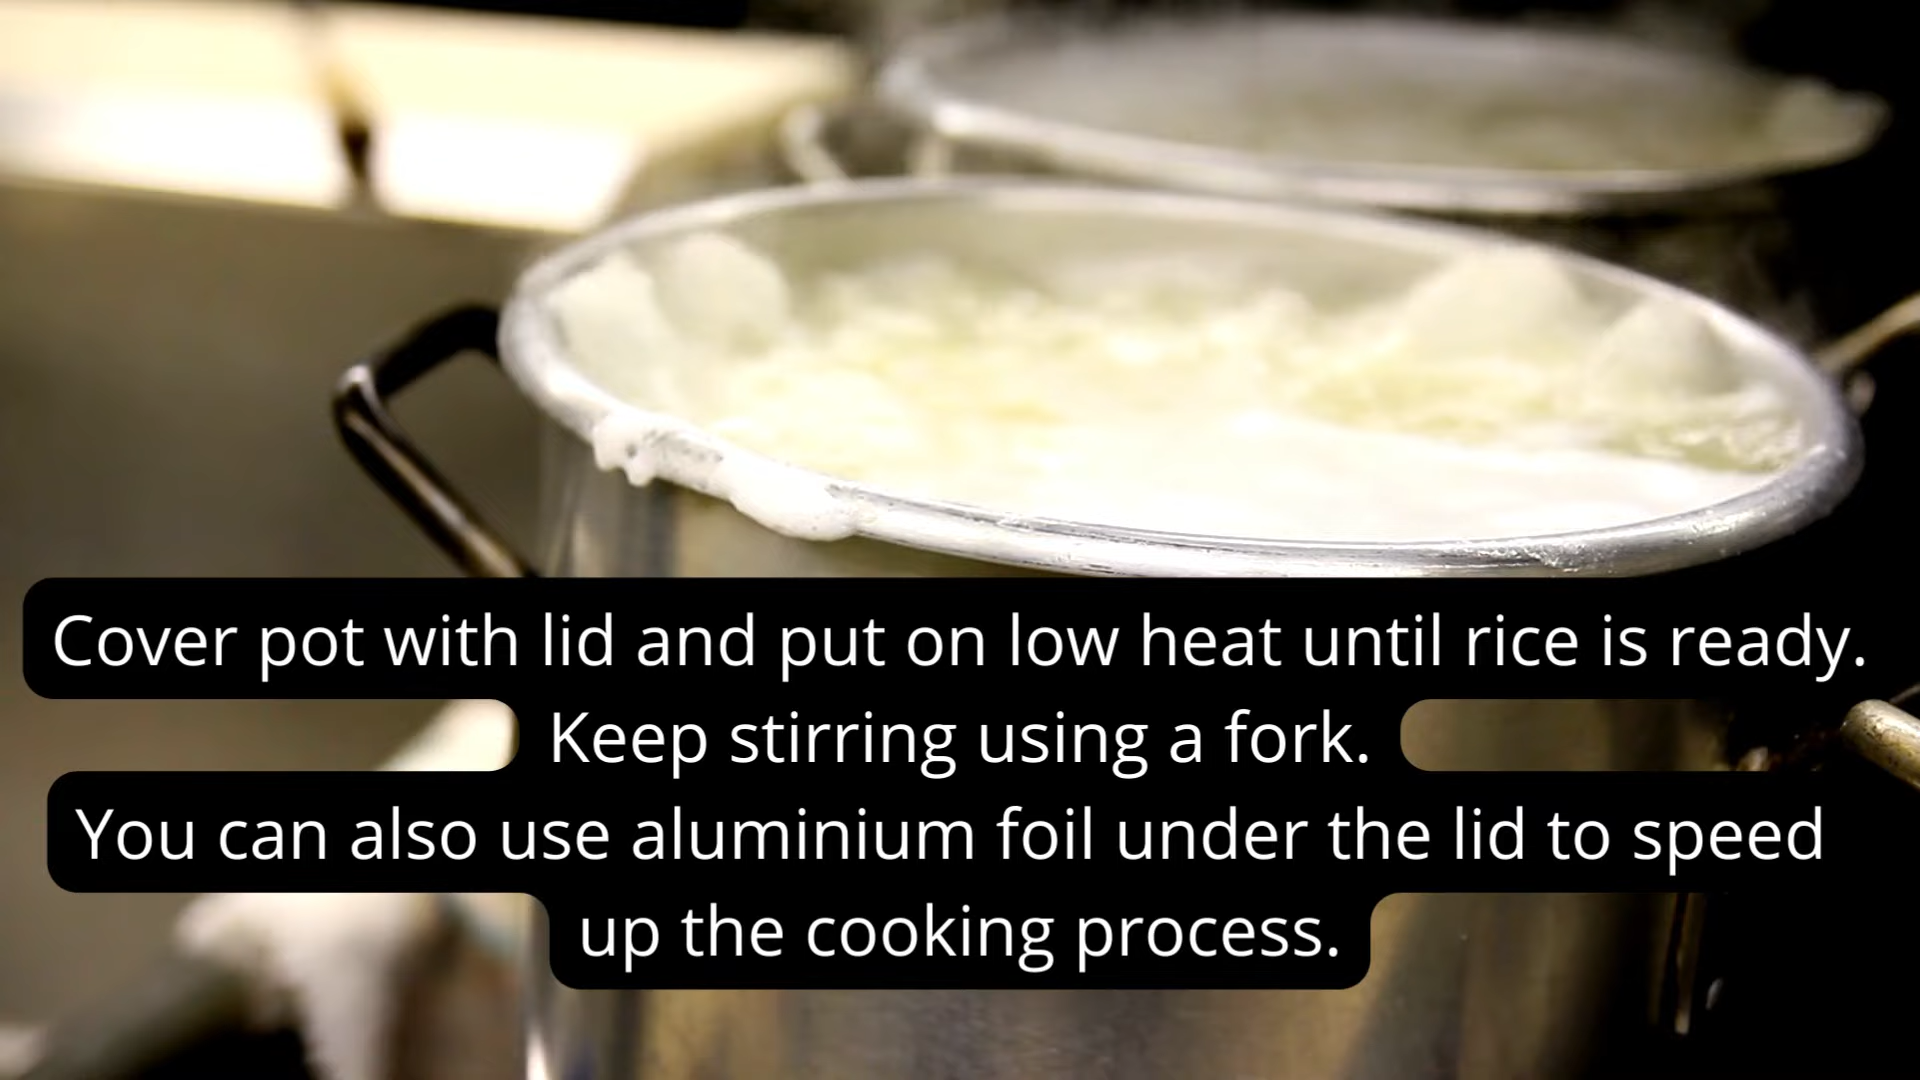 Cover pot with lid and put on low heat until rice is ready.
Keep stirring using a fork.
You can also use aluminium foil under the lid to speed
up the cooking process.